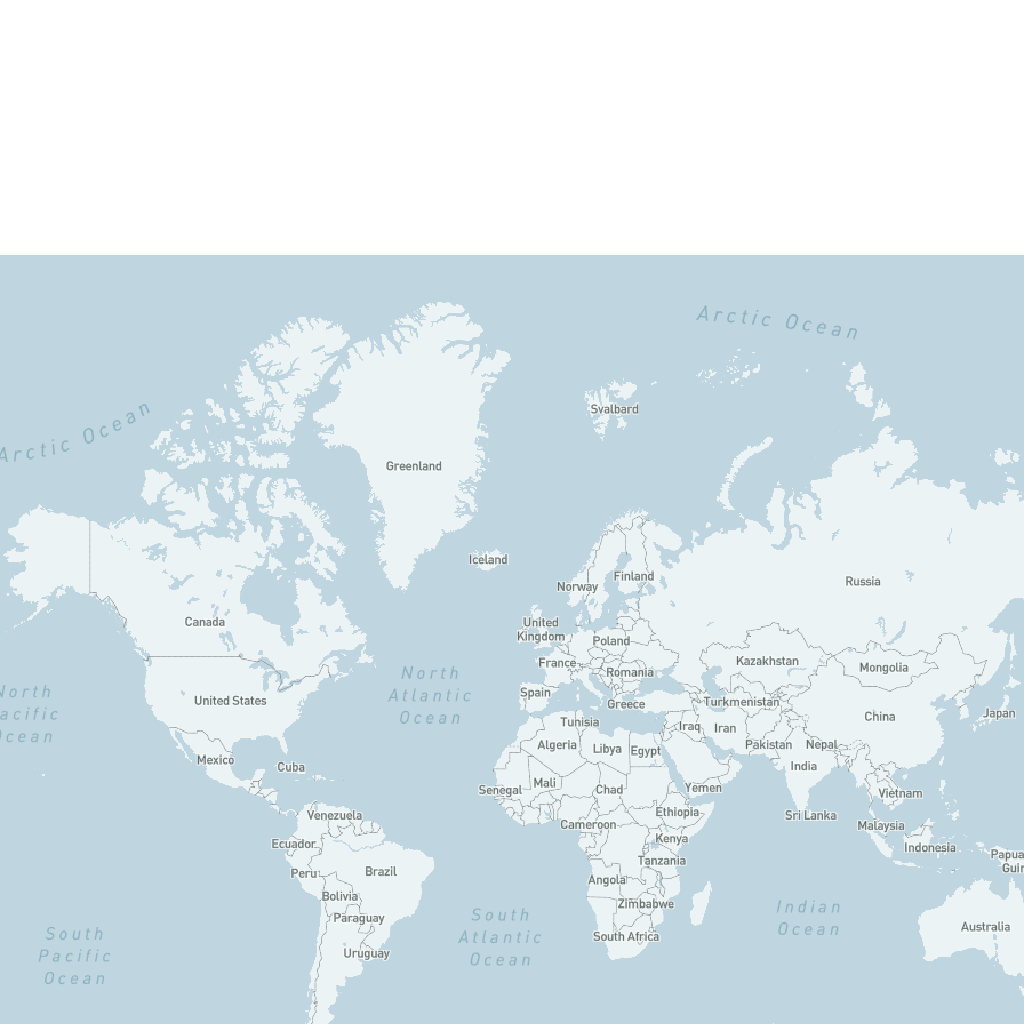 Arctic Ocean
Svalbard
Arctic Ocean
Greenland
Iceland
Finland
Russia
Norway
Canada
United
Kingdom
Poland
France
Kazakhstan
Mongolia
Romania
North
Atlantic
Ocean
Spain
North
acific
cean
United States
Greece
Turkmenistan
Japan
China
Tunisia
Iraq
Iran
Algeria
Libya
Egypt
Pakistan
Nepal
Mexico
Cuba
India
Mali
Senegal
Chad
Yemen
Vietnam
Venezuela
Ethiopia
Sri Lanka
Cameroon
Malaysia
Ecuador
Kenya
Indonesia
Papua
Guin
Tanzania
Peru
Brazil
Angola
Bolivia
Zimbabwe
Paraguay
South
Atlantic
Ocean
Indian
Ocean
Australia
South
Pacific
Ocean
South Africa
Uruguay